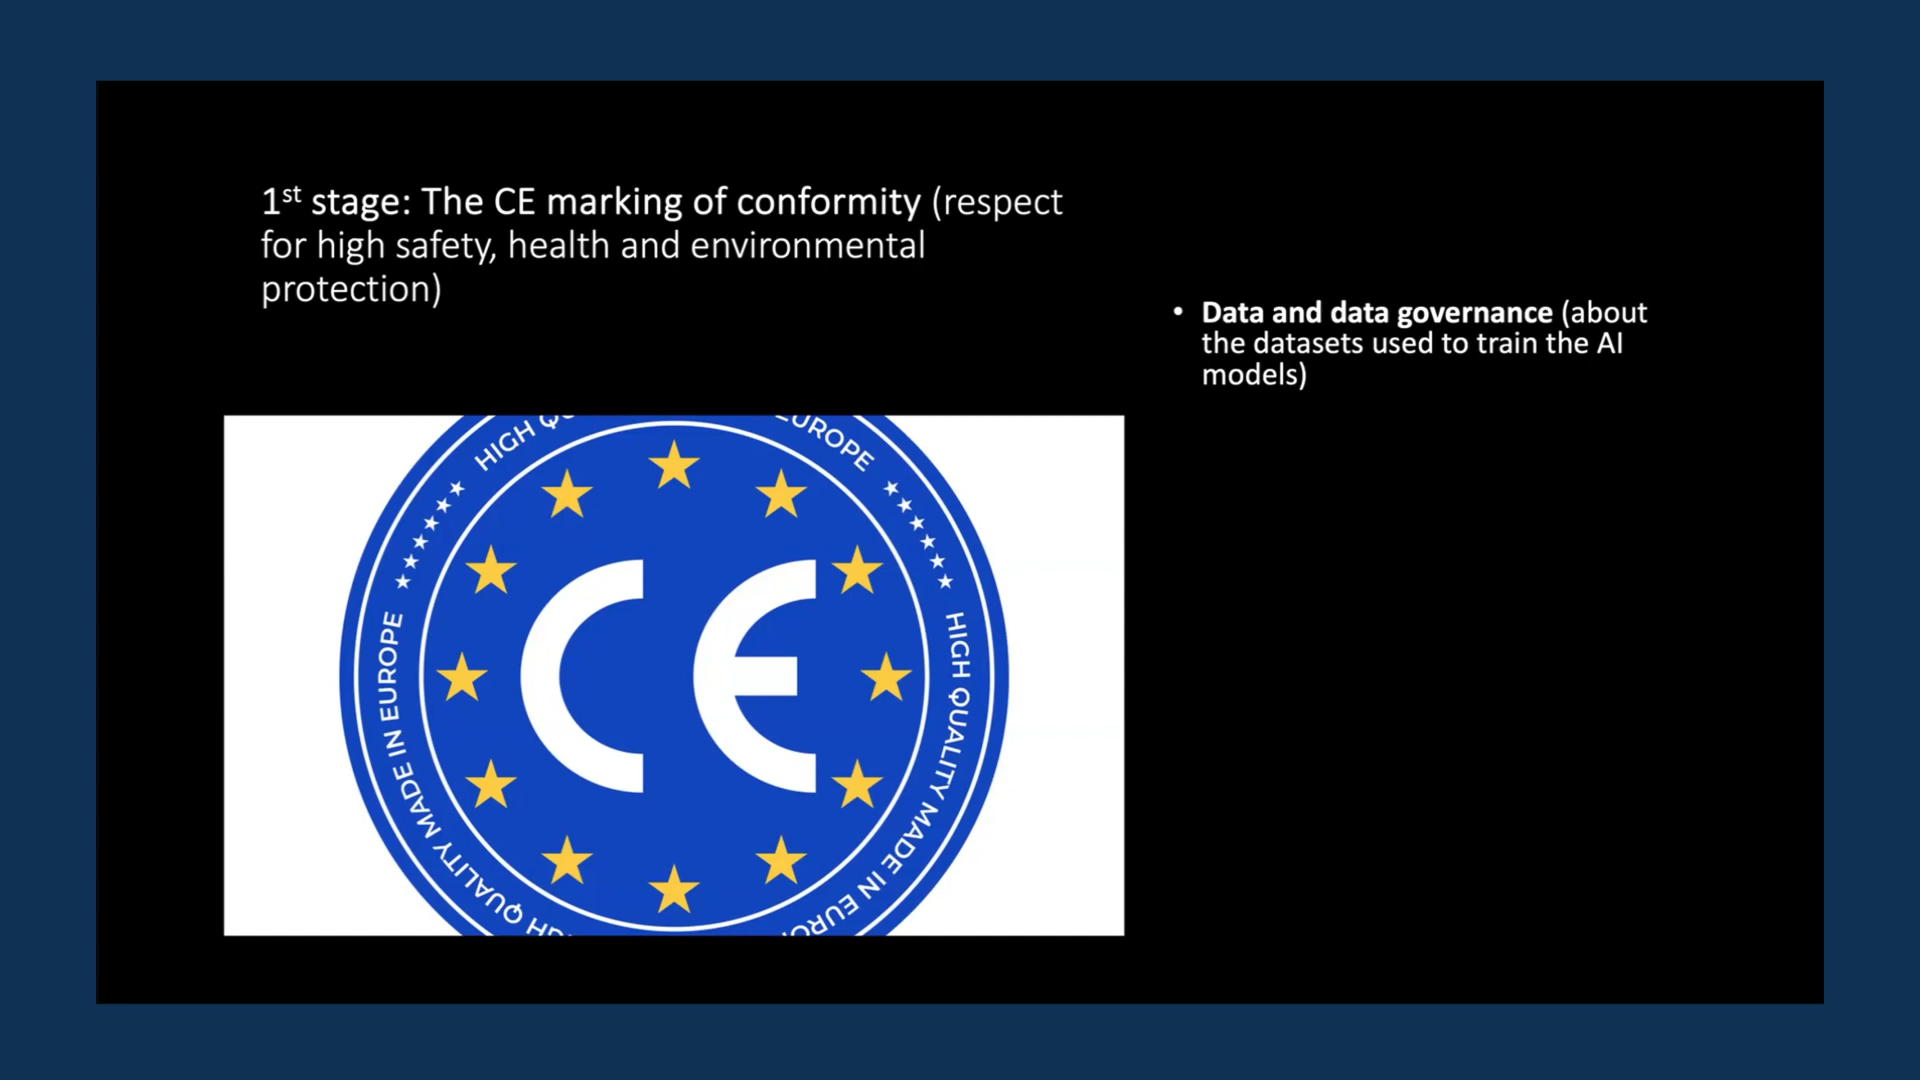 1st stage: The CE marking of conformity (respect
for high safety, health and environmental
protection)
• Data and data governance (about
the datasets used to train the AI
models)
HIGH
EUROPE
HIGH QUALITY MADE IN
HIGH QUALITY MADE IN EUROPE
CE